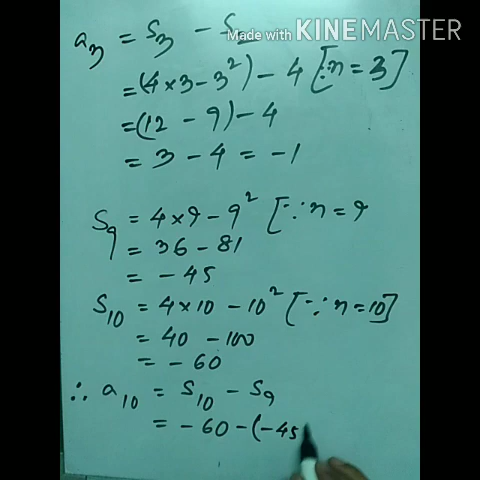 a₃ = S₃ - S₂
Made with KINEMASTER
= (4×3-3²) - 4 [∵ n = 3]
= (12 - 9) - 4
= 3 - 4 = -1
S₉ = 4×9 - 9² [∵ n = 9
= 36 - 81
= - 45
S₁₀ = 4×10 - 10² [∵ n = 10]
= 40 - 100
= - 60
∴ a₁₀ = S₁₀ - S₉
= - 60 - (-45